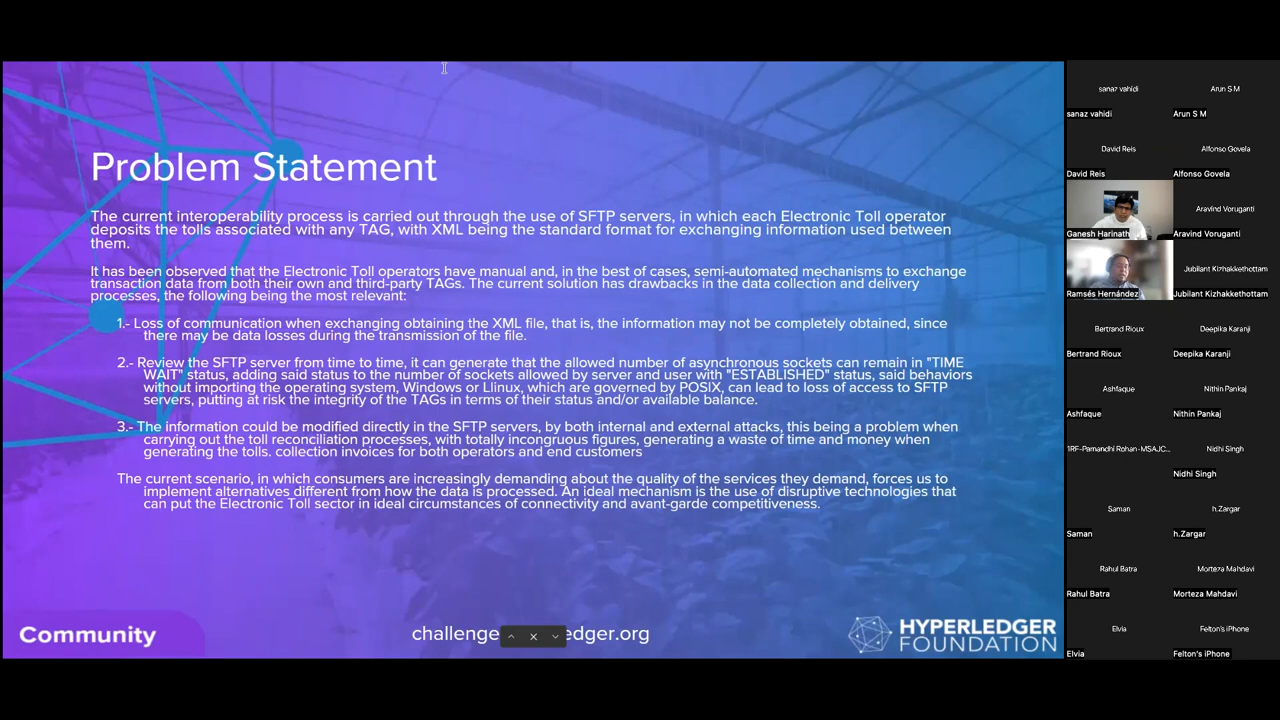 Problem Statement
The current interoperability process is carried out through the use of SFTP servers, in which each Electronic Toll operator
deposits the tolls associated with any TAG, with XML being the standard format for exchanging information used between
them.
It has been observed that the Electronic Toll operators have manual and, in the best of cases, semi-automated mechanisms to exchange
transaction data from both their own and third-party TAGs. The current solution has drawbacks in the data collection and delivery
processes, the following being the most relevant:
1.- Loss of communication when exchanging obtaining the XML file, that is, the information may not be completely obtained, since
there may be data losses during the transmission of the file.
2.- Review the SFTP server from time to time, it can generate that the allowed number of asynchronous sockets can remain in "TIME
WAIT" status, adding said status to the number of sockets allowed by server and user with "ESTABLISHED" status, said behaviors
without importing the operating system, Windows or Llinux, which are governed by POSIX, can lead to loss of access to SFTP
servers, putting at risk the integrity of the TAGs in terms of their status and/or available balance.
3.- The information could be modified directly in the SFTP servers, by both internal and external attacks, this being a problem when
carrying out the toll reconciliation processes, with totally incongruous figures, generating a waste of time and money when
generating the tolls. collection invoices for both operators and end customers
The current scenario, in which consumers are increasingly demanding about the quality of the services they demand, forces us to
implement alternatives different from how the data is processed. An ideal mechanism is the use of disruptive technologies that
can put the Electronic Toll sector in ideal circumstances of connectivity and avant-garde competitiveness.
Community
challenge edger.org
HYPERLEDGER
FOUNDATION
sanaz vahidi
Arun S M
sanaz vahidi
Arun S M
David Reis
Alfonso Govela
David Reis
Alfonso Govela
Aravind Voruganti
Ganesh Harinath
Aravind Voruganti
Jubilant Kizhakkethottam
Ramsés Hernández
Jubilant Kizhakkethottam
Bertrand Rioux
Deepika Karanji
Bertrand Rioux
Deepika Karanji
Ashfaque
Nithin Pankaj
Ashfaque
Nithin Pankaj
Rohan-MSAJC...
Nidhi Singh
Nidhi Singh
Saman
h.Zargar
Saman
h.Zargar
Rahul Batra
Morteza Mahdavi
Rahul Batra
Morteza Mahdavi
Elvia
Felton's iPhone
Elvia
Felton's iPhone